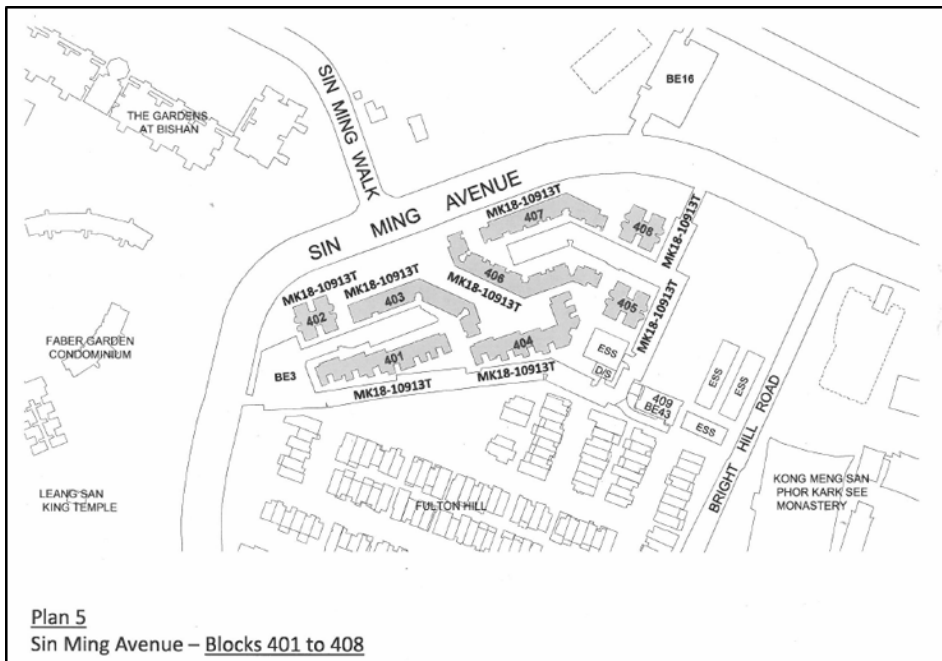 BE16
SIN MING WALK
THE GARDENS
AT BISHAN
SIN MING AVENUE
MK18-10913T
407
408
MK18-10913T
406
MK18-10913T
MK18-10913T
MK18-10913T
403
402
405
MK18-10913T
FABER GARDEN
CONDOMINIUM
401
404
ESS
BE3
MK18-10913T
MK18-10913T
D/S
ESS
ESS
409
BE43
ESS
BRIGHT HILL ROAD
LEANG SAN
KING TEMPLE
FULTON HILL
KONG MENG SAN
PHOR KARK SEE
MONASTERY
Plan 5
Sin Ming Avenue – Blocks 401 to 408